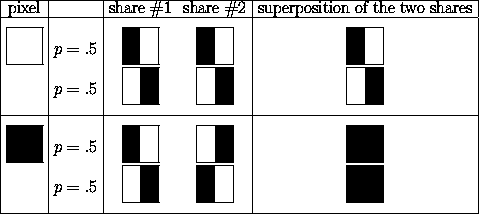 pixel share #1 share #2 superposition of the two shares
p = .5
p = .5
p = .5
p = .5